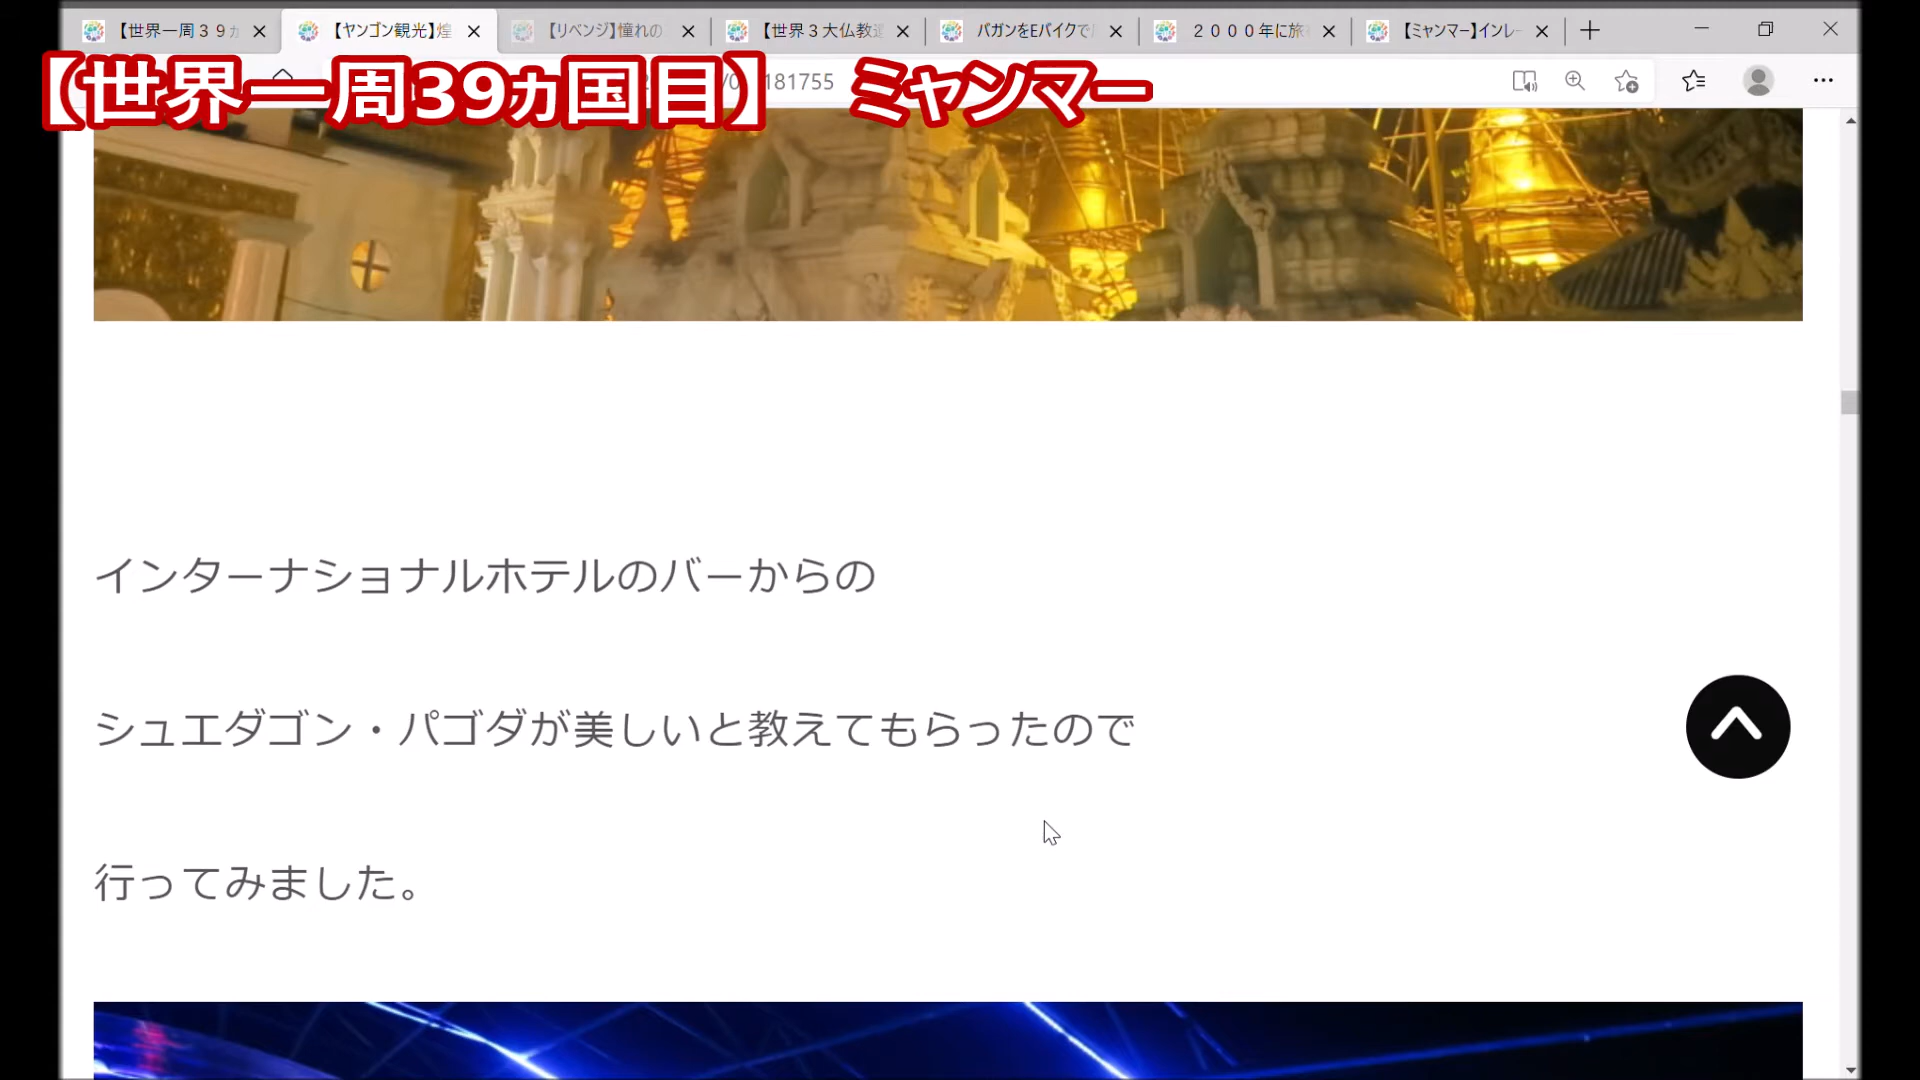 【世界一周３９カ
【ヤンゴン観光】煌
【リベンジ】憧れの
【世界３大仏教遺
バガンをEバイクで
２０００年に旅
【ミャンマー】インレー
【世界一周39ヵ国目】　ミャンマー
181755
インターナショナルホテルのバーからの
シュエダゴン・パゴダが美しいと教えてもらったので
行ってみました。